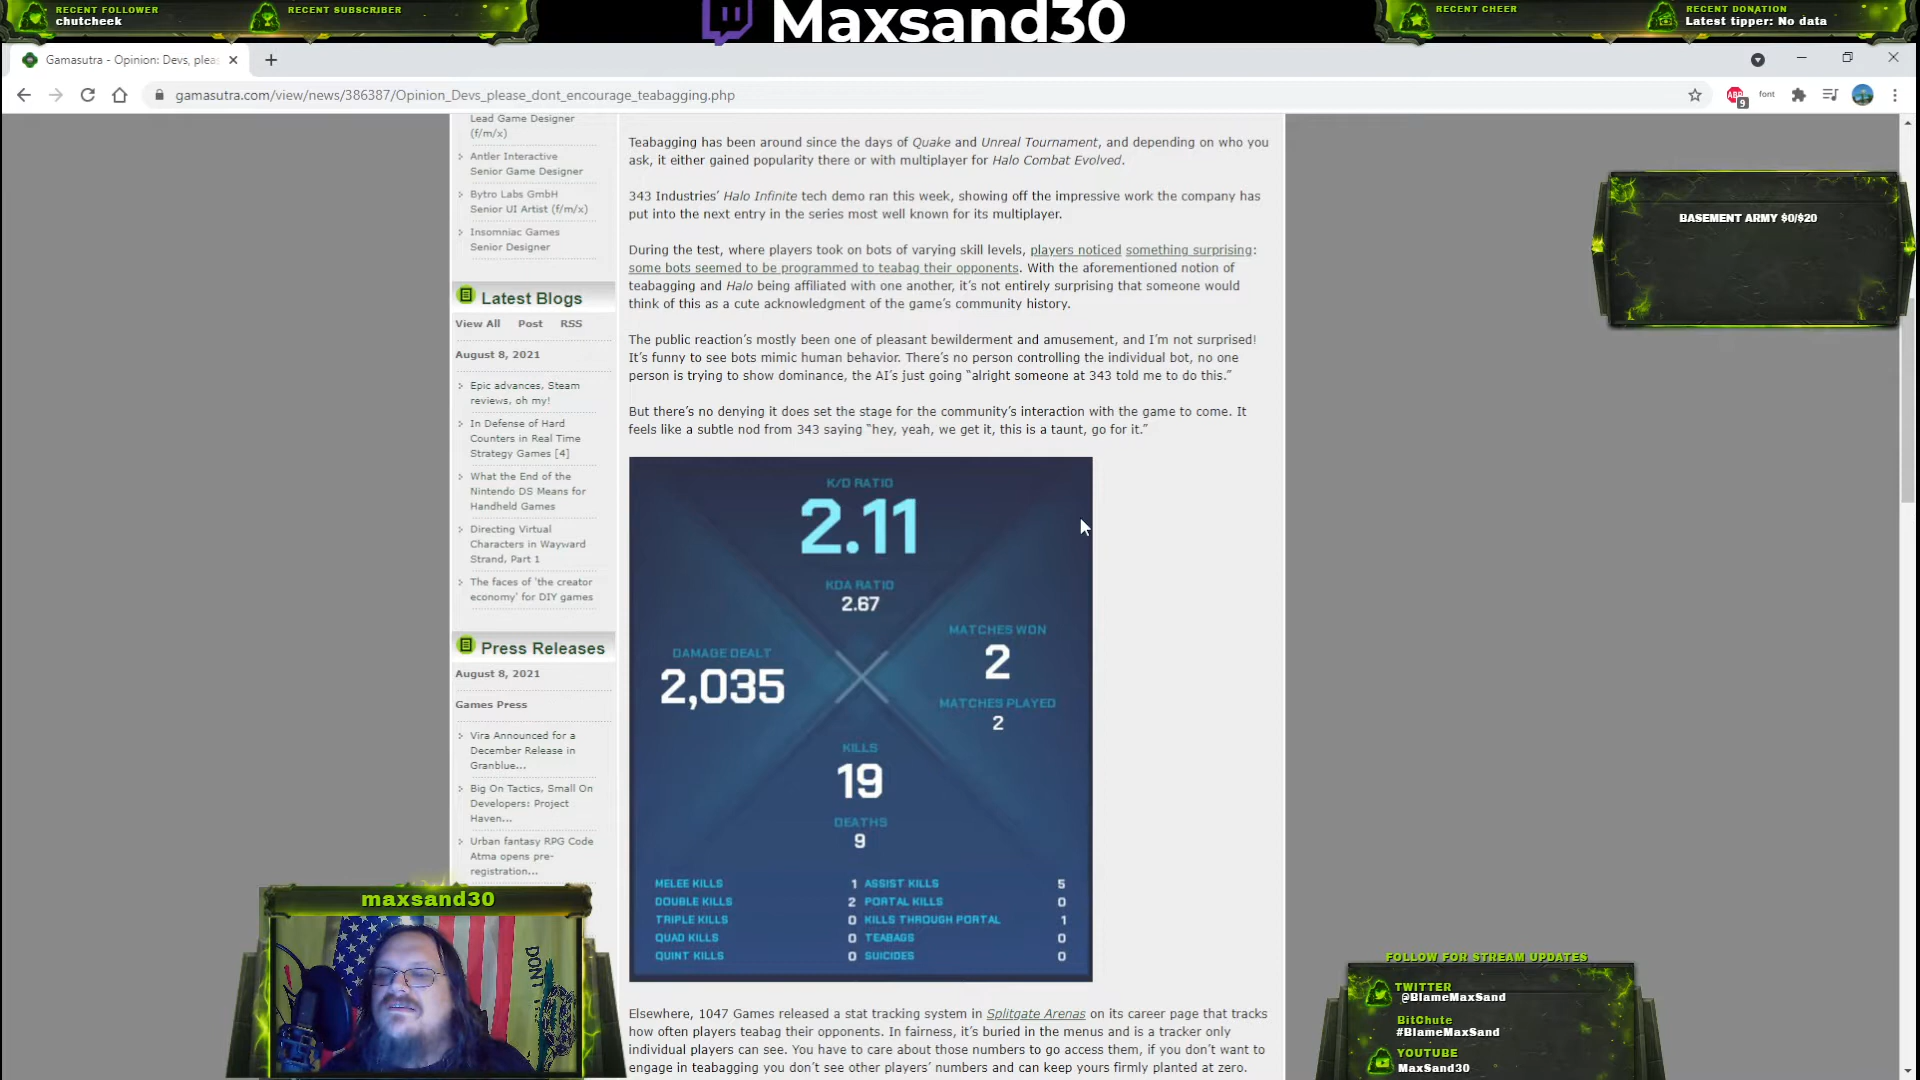 RECENT FOLLOWER
chutcheek
RECENT SUBSCRIBER
Maxsand30
RECENT CHEER
RECENT DONATION
Latest tipper: No data
Gamasutra - Opinion: Devs, plea
gamasutra.com/view/news/386387/Opinion_Devs_please_dont_encourage_teabagging.php
ABP
9
font
Lead Game Designer
(f/m/x)
Antler Interactive
Senior Game Designer
Bytro Labs GmbH
Senior UI Artist (f/m/x)
Insomniac Games
Senior Designer
Latest Blogs
View All Post RSS
August 8, 2021
Epic advances, Steam
reviews, oh my!
In Defense of Hard
Counters in Real Time
Strategy Games [4]
What the End of the
Nintendo DS Means for
Handheld Games
Directing Virtual
Characters in Wayward
Strand, Part 1
The faces of 'the creator
economy' for DIY games
Press Releases
August 8, 2021
Games Press
Vira Announced for a
December Release in
Granblue...
Big On Tactics, Small On
Developers: Project
Haven...
Urban fantasy RPG Code
Atma opens pre-
registration...
Teabagging has been around since the days of Quake and Unreal Tournament, and depending on who you
ask, it either gained popularity there or with multiplayer for Halo Combat Evolved.
343 Industries’ Halo Infinite tech demo ran this week, showing off the impressive work the company has
put into the next entry in the series most well known for its multiplayer.
During the test, where players took on bots of varying skill levels, players noticed something surprising:
some bots seemed to be programmed to teabag their opponents. With the aforementioned notion of
teabagging and Halo being affiliated with one another, it’s not entirely surprising that someone would
think of this as a cute acknowledgment of the game’s community history.
The public reaction’s mostly been one of pleasant bewilderment and amusement, and I’m not surprised!
It’s funny to see bots mimic human behavior. There’s no person controlling the individual bot, no one
person is trying to show dominance, the AI’s just going “alright someone at 343 told me to do this.”
But there’s no denying it does set the stage for the community’s interaction with the game to come. It
feels like a subtle nod from 343 saying “hey, yeah, we get it, this is a taunt, go for it.”
K/D RATIO
2.11
KDA RATIO
2.67
DAMAGE DEALT
2,035
MATCHES WON
2
MATCHES PLAYED
2
KILLS
19
DEATHS
9
MELEE KILLS 1 ASSIST KILLS 5
DOUBLE KILLS 2 PORTAL KILLS 0
TRIPLE KILLS 0 KILLS THROUGH PORTAL 1
QUAD KILLS 0 TEABAGS 0
QUINT KILLS 0 SUICIDES 0
Elsewhere, 1047 Games released a stat tracking system in Splitgate Arenas on its career page that tracks
how often players teabag their opponents. In fairness, it’s buried in the menus and is a tracker only
individual players can see. You have to care about those numbers to go access them, if you don’t want to
engage in teabagging you don’t see other players’ numbers and can keep yours firmly planted at zero.
BASEMENT ARMY $0/$20
maxsand30
DON'T
FOLLOW FOR STREAM UPDATES
TWITTER
@BlameMaxSand
BitChute
#BlameMaxSand
YOUTUBE
MaxSand30